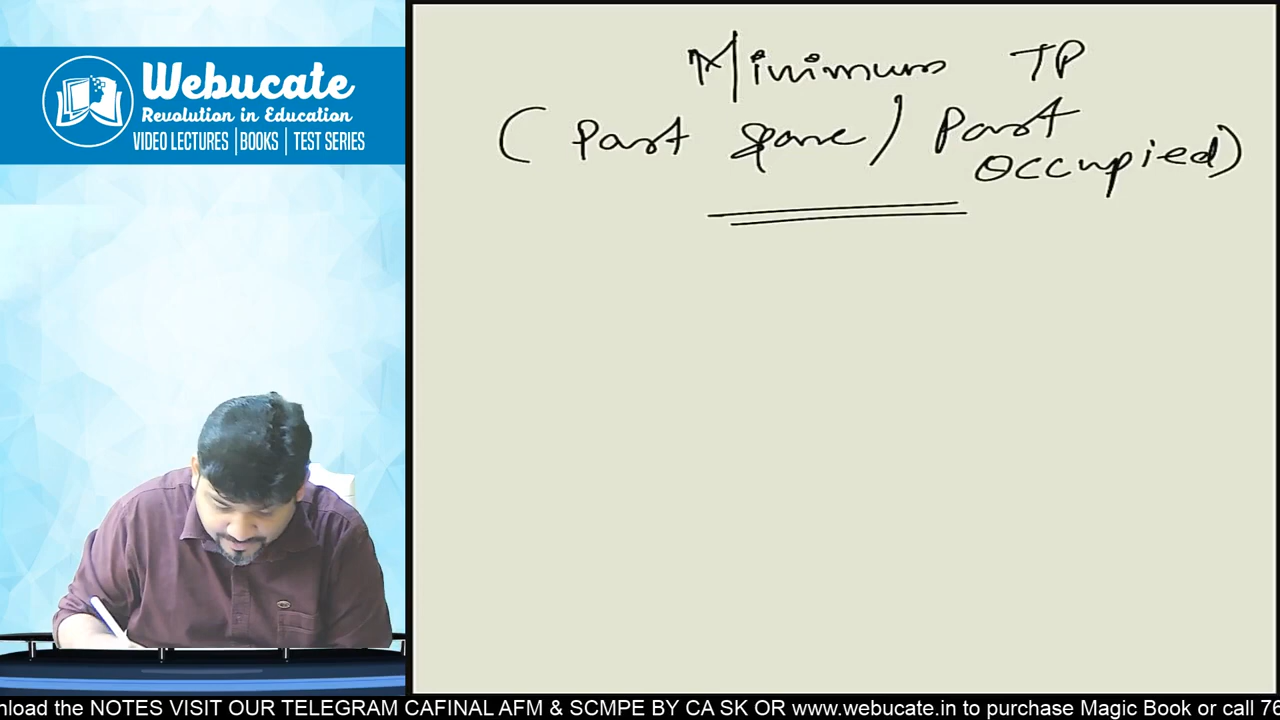 Webucate
Revolution in Education
VIDEO LECTURES | BOOKS | TEST SERIES
Minimum TP
(Part spare / Part
Occupied)
nload the NOTES VISIT OUR TELEGRAM CAFINAL AFM & SCMPE BY CA SK OR www.webucate.in to purchase Magic Book or call 76